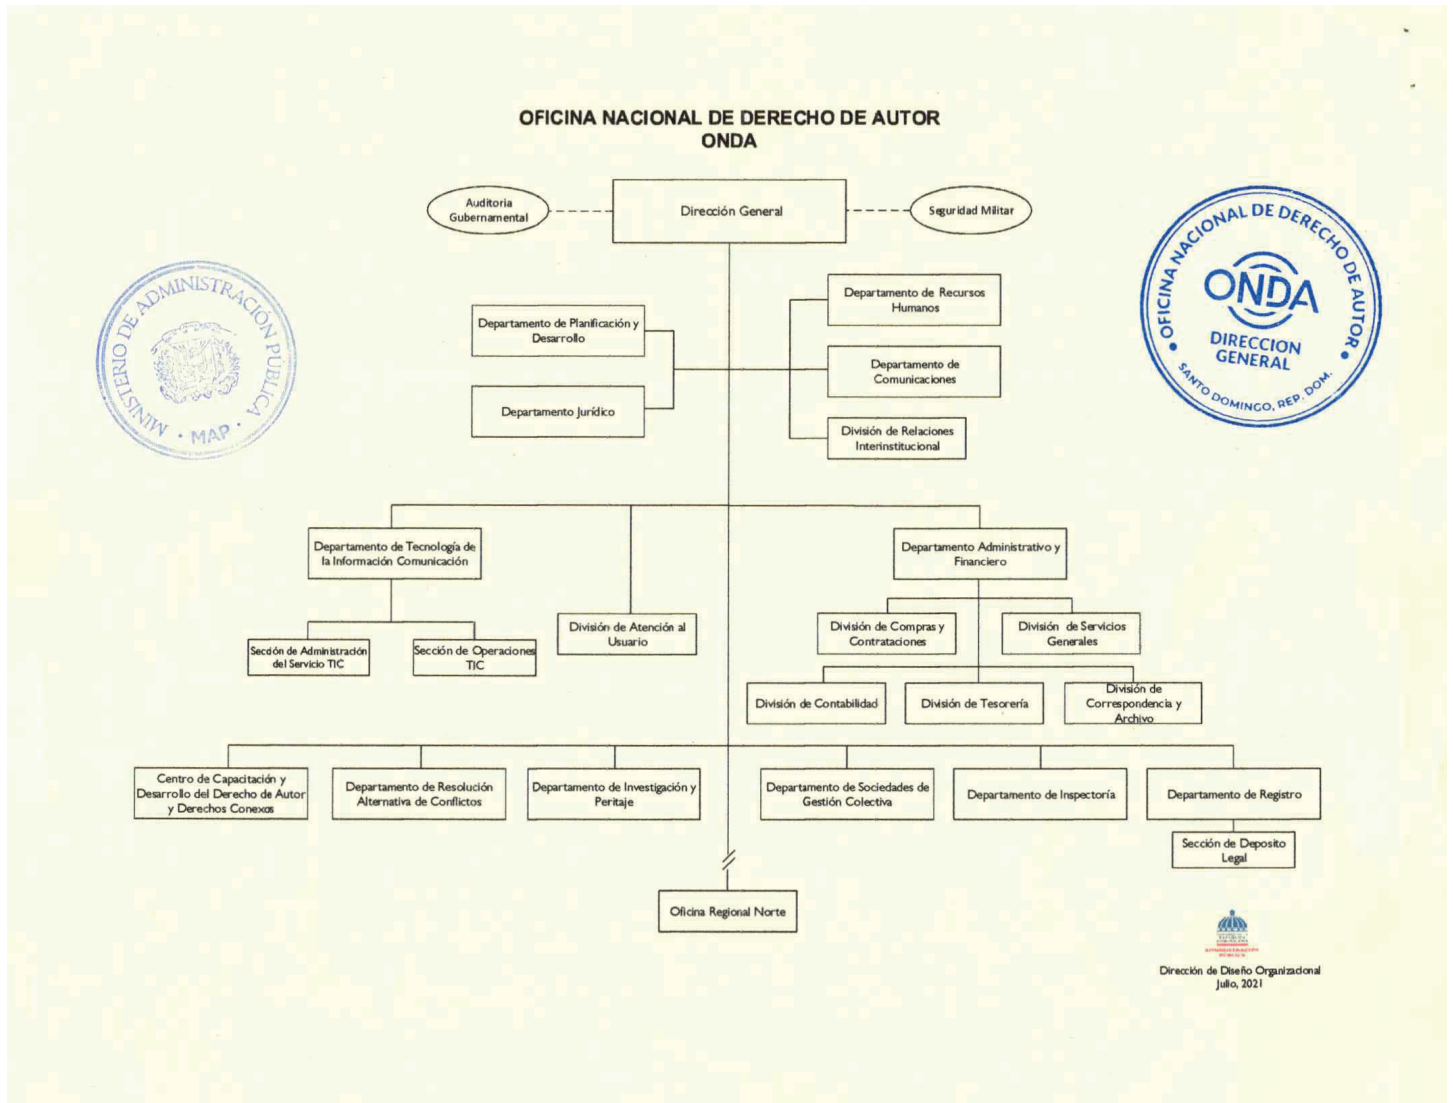 OFICINA NACIONAL DE DERECHO DE AUTOR
ONDA
Auditoria
Gubernamental
Dirección General
Seguridad Militar
Departamento de Planificación y
Desarrollo
Departamento Jurídico
Departamento de Recursos
Humanos
Departamento de
Comunicaciones
División de Relaciones
Interinstitucional
MINISTERIO DE ADMINISTRACIÓN PÚBLICA
• MAP •
• OFICINA NACIONAL DE DERECHO DE AUTOR •
ONDA
DIRECCION
GENERAL
SANTO DOMINGO, REP. DOM.
Departamento de Tecnología de
la Información Comunicación
Departamento Administrativo y
Financiero
Sección de Administración
del Servicio TIC
Sección de Operaciones
TIC
División de Atención al
Usuario
División de Compras y
Contrataciones
División de Servicios
Generales
División de Contabilidad
División de Tesorería
División de
Correspondencia y
Archivo
Centro de Capacitación y
Desarrollo del Derecho de Autor
y Derechos Conexos
Departamento de Resolución
Alternativa de Conflictos
Departamento de Investigación y
Peritaje
Departamento de Sociedades de
Gestión Colectiva
Departamento de Inspectoría
Departamento de Registro
Sección de Deposito
Legal
Oficina Regional Norte
ADMINISTRACIÓN
PÚBLICA
Dirección de Diseño Organizacional
Julio, 2021